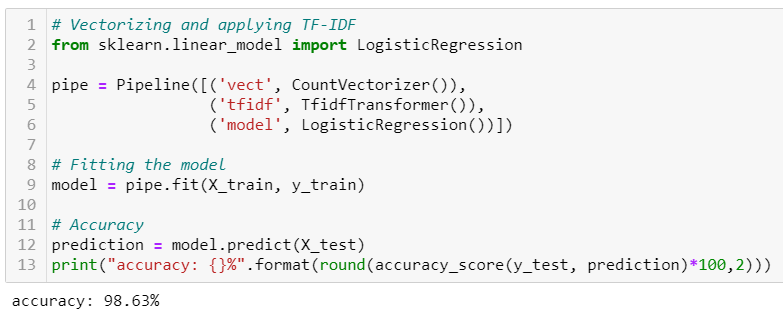 1 # Vectorizing and applying TF-IDF
2 from sklearn.linear_model import LogisticRegression
3
4 pipe = Pipeline([('vect', CountVectorizer()),
5                 ('tfidf', TfidfTransformer()),
6                 ('model', LogisticRegression())])
7
8 # Fitting the model
9 model = pipe.fit(X_train, y_train)
10
11 # Accuracy
12 prediction = model.predict(X_test)
13 print("accuracy: {}%".format(round(accuracy_score(y_test, prediction)*100,2)))
accuracy: 98.63%